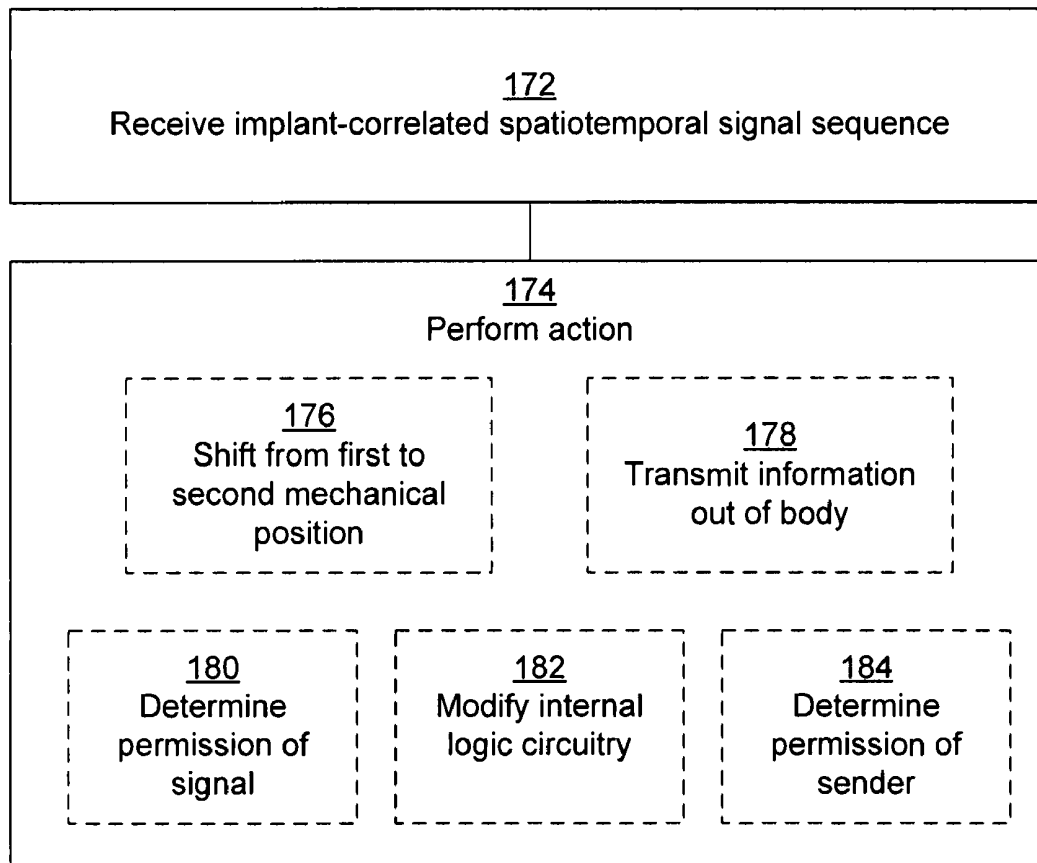 172
Receive implant-correlated spatiotemporal signal sequence
174
Perform action
176
Shift from first to
second mechanical
position
178
Transmit information
out of body
180
Determine
permission of
signal
182
Modify internal
logic circuitry
184
Determine
permission of
sender